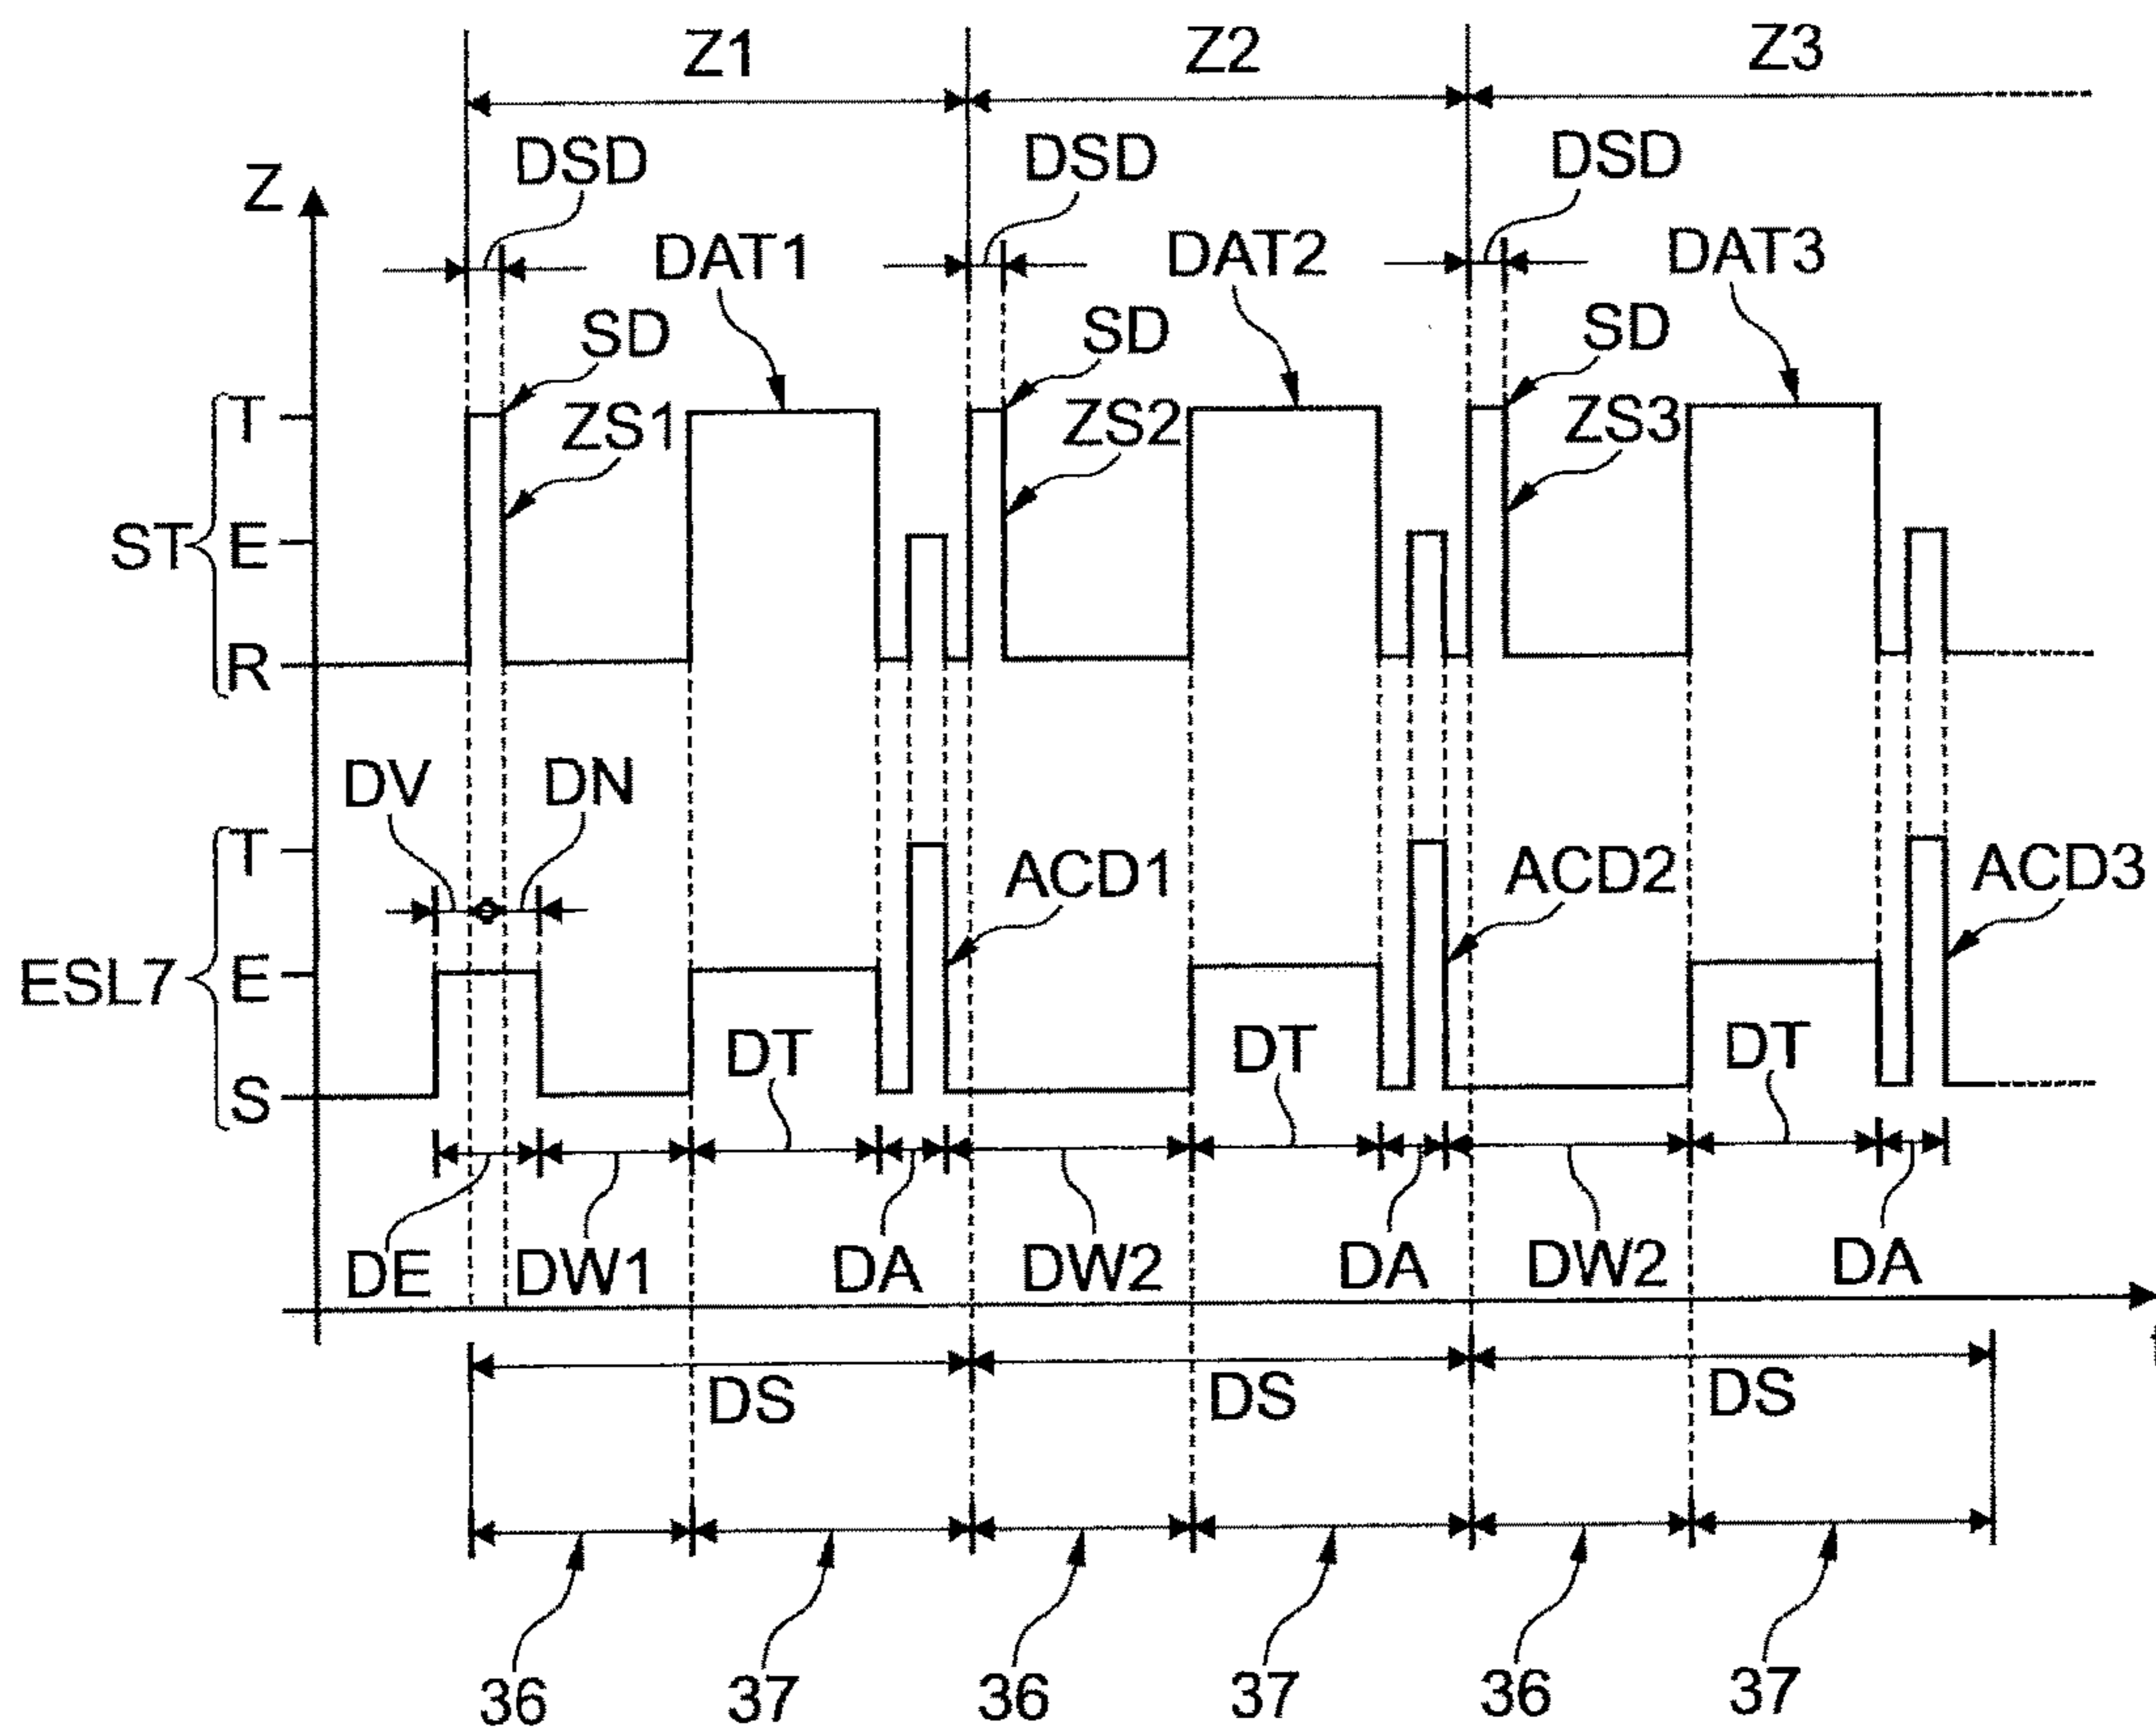 Z1 Z2 Z3
DSD DSD DSD
Z
DAT1 DAT2 DAT3
SD SD SD
ZS1 ZS2 ZS3
T
ST E
R
DV DN
T
ACD1 ACD2 ACD3
ESL7 E
DT DT DT
S
DE DW1 DA DW2 DA DW2 DA
DS DS DS
36 37 36 37 36 37